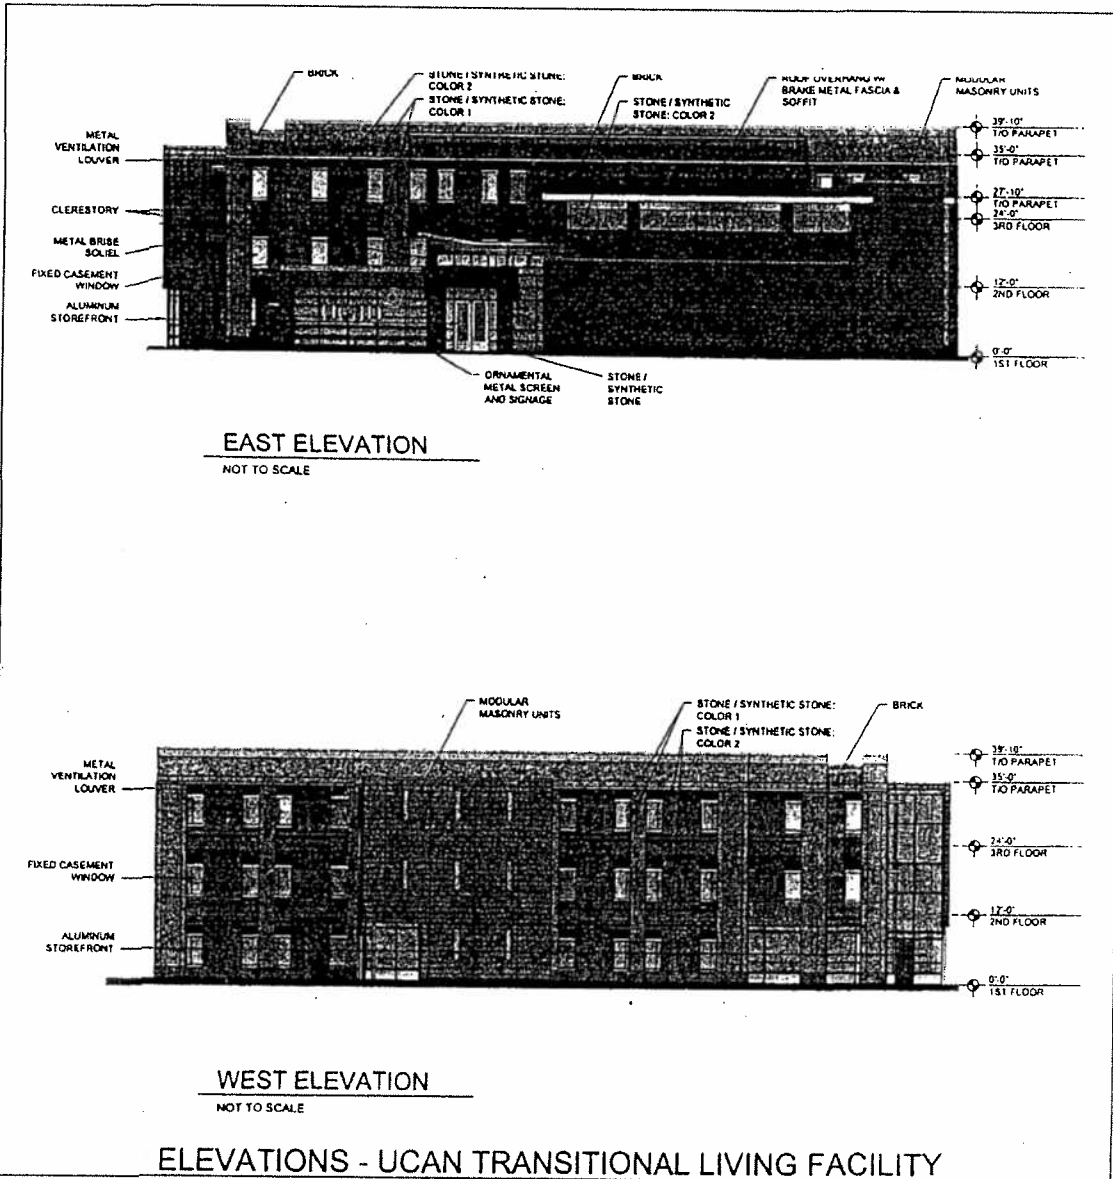 BRICK
STONE / SYNTHETIC STONE:
COLOR 2
STONE / SYNTHETIC STONE:
COLOR 1
BRICK
STONE / SYNTHETIC
STONE: COLOR 2
ROOF OVERHANG W/
BRAKE METAL FASCIA &
SOFFIT
MODULAR
MASONRY UNITS
METAL
VENTILATION
LOUVER
CLERESTORY
METAL BRISE
SOLIEL
FIXED CASEMENT
WINDOW
ALUMINUM
STOREFRONT
39'-10"
T/O PARAPET
35'-0"
T/O PARAPET
27'-10"
T/O PARAPET
24'-0"
3RD FLOOR
12'-0"
2ND FLOOR
0'-0"
1ST FLOOR
ORNAMENTAL
METAL SCREEN
AND SIGNAGE
STONE /
SYNTHETIC
STONE
EAST ELEVATION
NOT TO SCALE
MODULAR
MASONRY UNITS
STONE / SYNTHETIC STONE:
COLOR 1
STONE / SYNTHETIC STONE:
COLOR 2
BRICK
METAL
VENTILATION
LOUVER
FIXED CASEMENT
WINDOW
ALUMINUM
STOREFRONT
39'-10"
T/O PARAPET
35'-0"
T/O PARAPET
24'-0"
3RD FLOOR
12'-0"
2ND FLOOR
0'-0"
1ST FLOOR
WEST ELEVATION
NOT TO SCALE
ELEVATIONS - UCAN TRANSITIONAL LIVING FACILITY